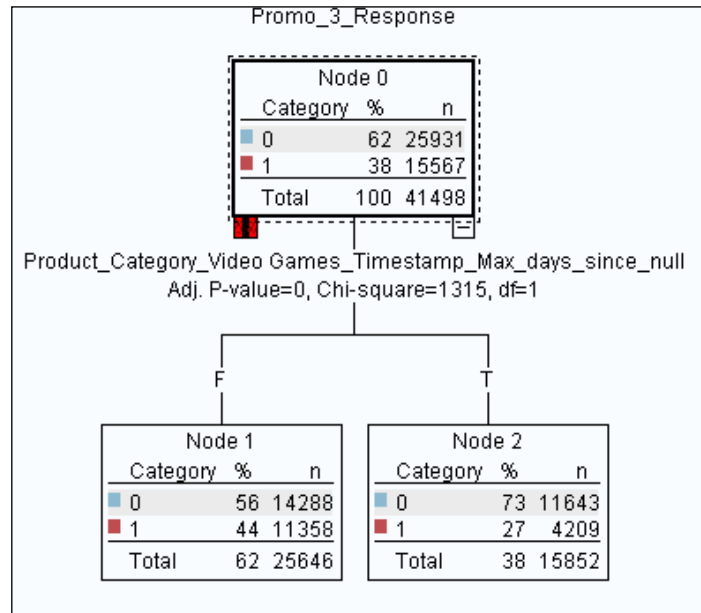 Promo_3_Response
Node 0
Category % n
0 62 25931
1 38 15567
Total 100 41498
Product_Category_Video Games_Timestamp_Max_days_since_null
Adj. P-value=0, Chi-square=1315, df=1
F T
Node 1
Category % n
0 56 14288
1 44 11358
Total 62 25646
Node 2
Category % n
0 73 11643
1 27 4209
Total 38 15852